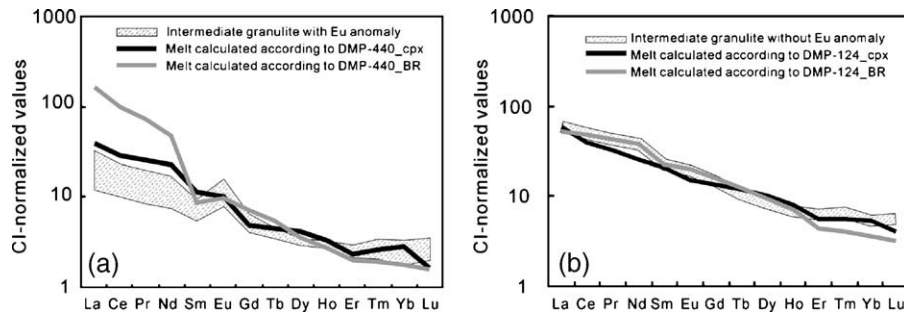 1000
Intermediate granulite with Eu anomaly
Melt calculated according to DMP-440_cpx
Melt calculated according to DMP-440_BR
100
10
1
CI-normalized values
(a)
La Ce Pr Nd Sm Eu Gd Tb Dy Ho Er Tm Yb Lu
1000
Intermediate granulite without Eu anomaly
Melt calculated according to DMP-124_cpx
Melt calculated according to DMP-124_BR
100
10
1
CI-normalized values
(b)
La Ce Pr Nd Sm Eu Gd Tb Dy Ho Er Tm Yb Lu